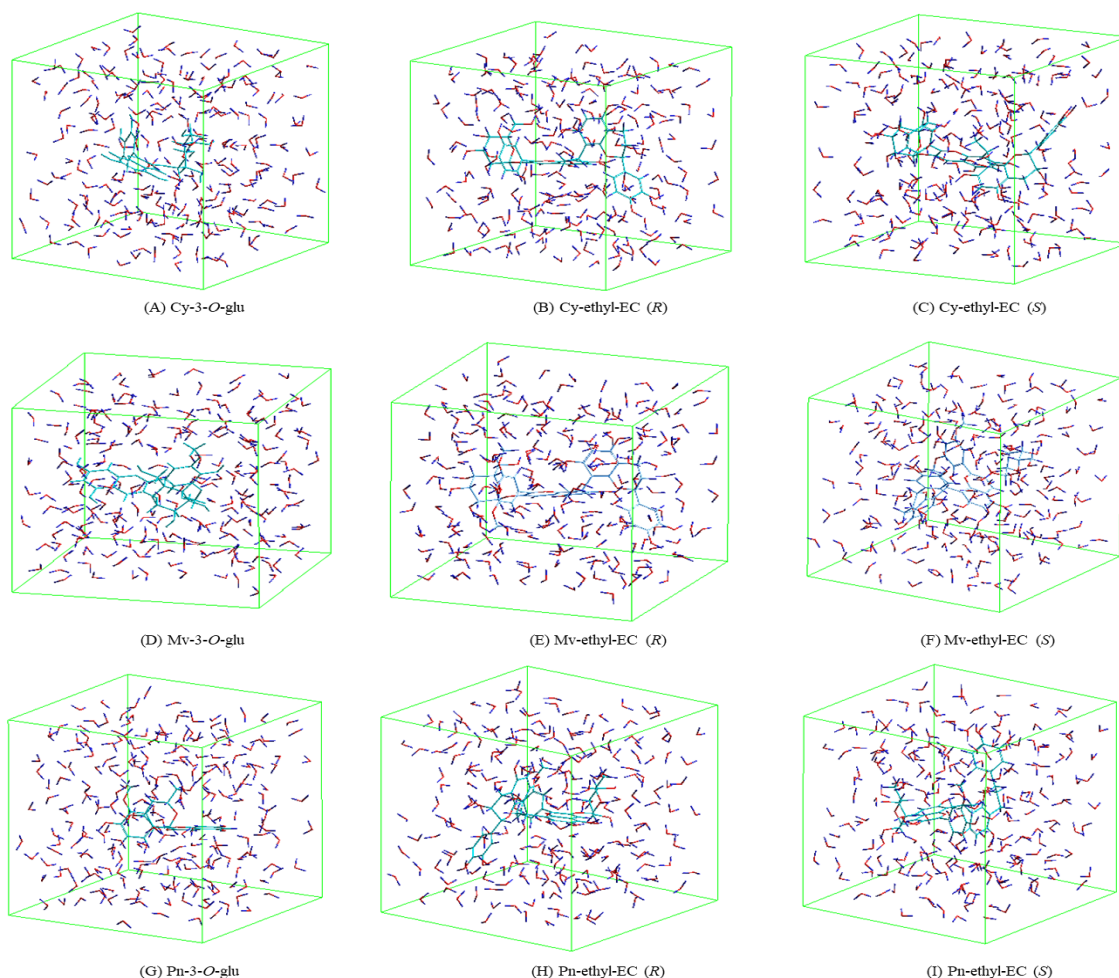 (A) Cy-3-O-glu
(B) Cy-ethyl-EC (R)
(C) Cy-ethyl-EC (S)
(D) Mv-3-O-glu
(E) Mv-ethyl-EC (R)
(F) Mv-ethyl-EC (S)
(G) Pn-3-O-glu
(H) Pn-ethyl-EC (R)
(I) Pn-ethyl-EC (S)